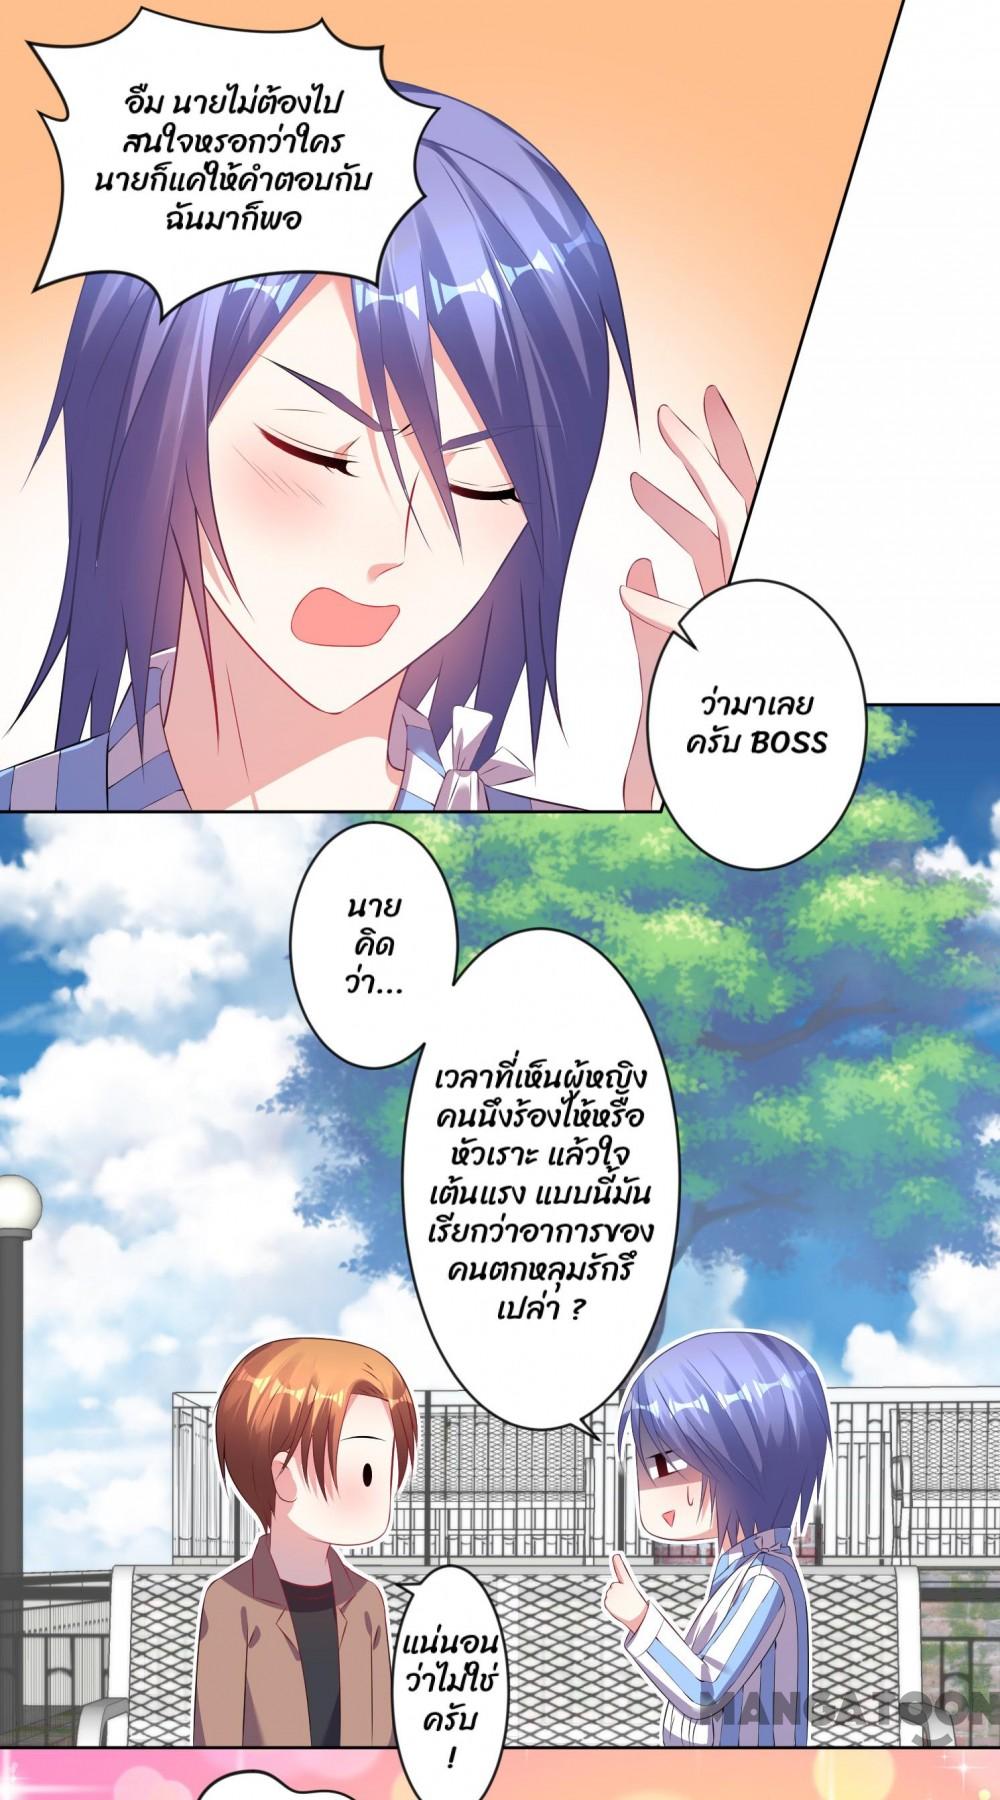 อืม นายไม่ต้องไป
สนใจหรอกว่าใคร
นายก็แค่ให้คำตอบกับ
ฉันมาก็พอ
ว่ามาเลย
ครับ BOSS
นาย
คิด
ว่า...
เวลาที่เห็นผู้หญิง
คนนึงร้องไห้หรือ
หัวเราะ แล้วใจ
เต้นแรง แบบนี้มัน
เรียกว่าอาการของ
คนตกหลุมรักรึ
เปล่า ?
แน่นอน
ว่าไม่ใช่
ครับ
!
MANGATOON